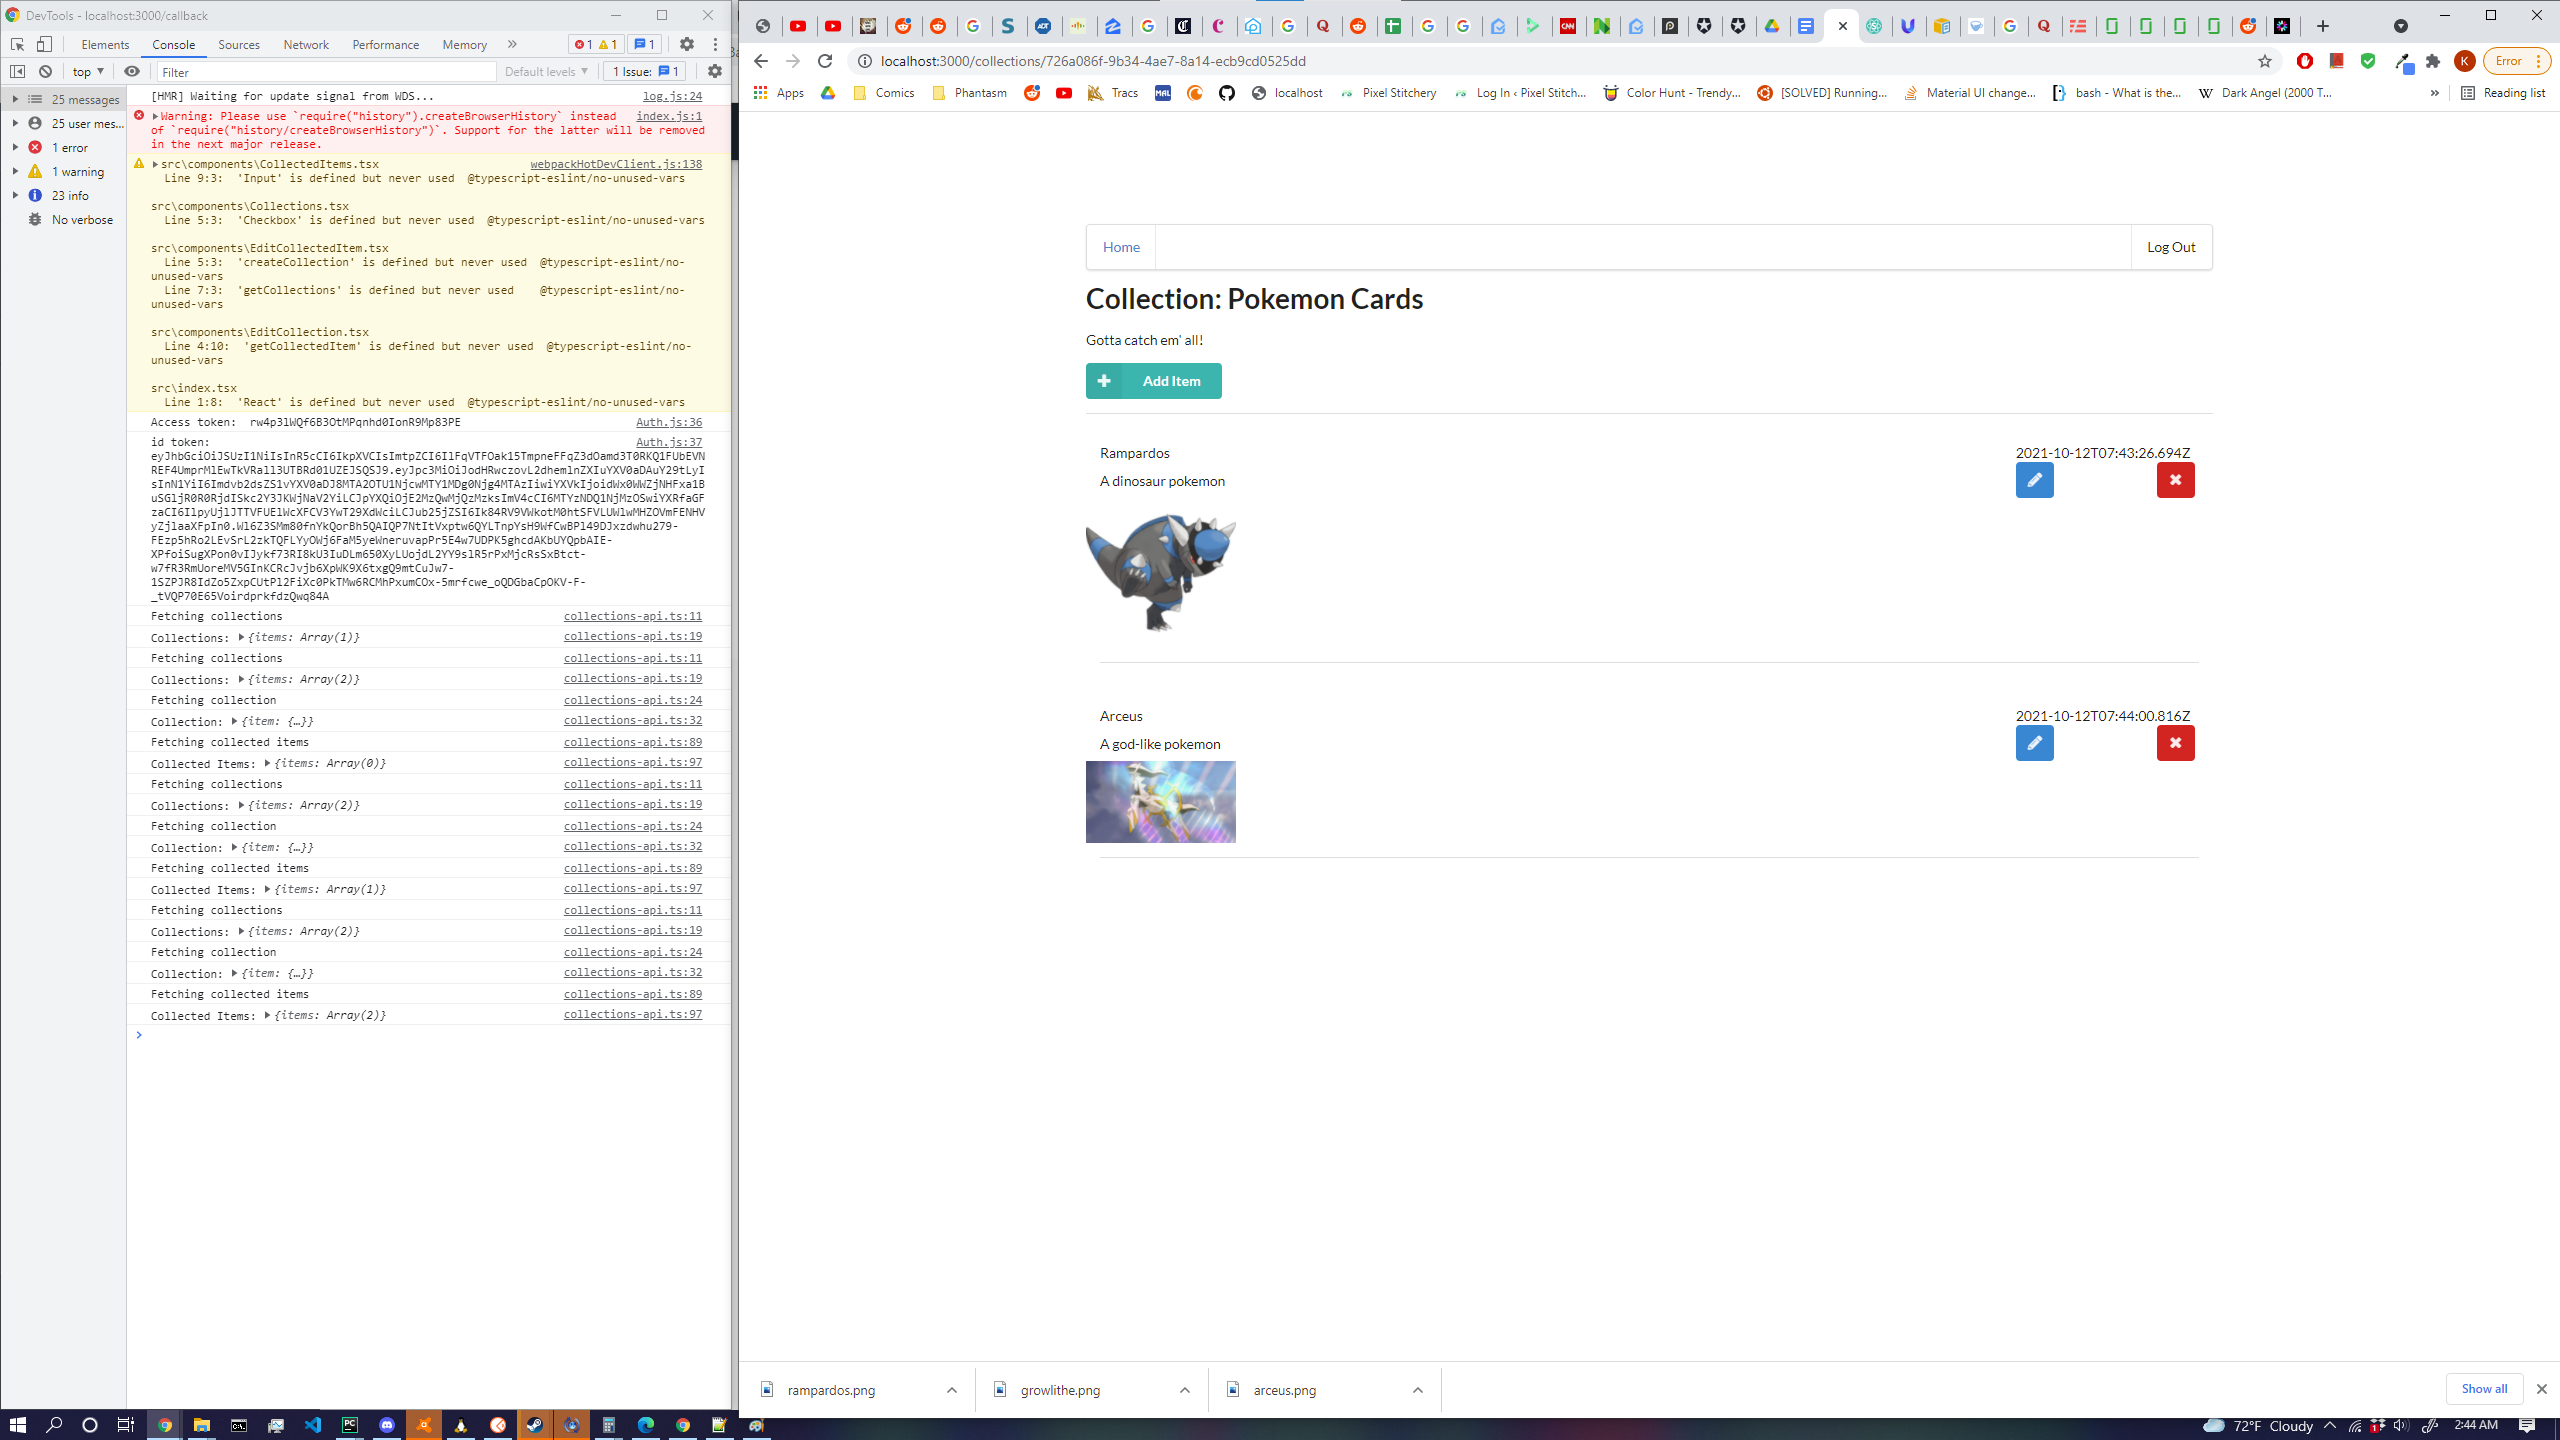 DevTools - localhost:3000/callback
Elements Console Sources Network Performance Memory » 1 1 1
top Filter Default levels 1 Issue: 1
25 messages
25 user mes...
1 error
1 warning
23 info
No verbose
[HMR] Waiting for update signal from WDS... log.js:24
Warning: Please use `require("history").createBrowserHistory` instead index.js:1
of `require("history/createBrowserHistory")`. Support for the latter will be removed
in the next major release.
src\components\CollectedItems.tsx webpackHotDevClient.js:138
Line 9:3: 'Input' is defined but never used @typescript-eslint/no-unused-vars
src\components\Collections.tsx
Line 5:3: 'Checkbox' is defined but never used @typescript-eslint/no-unused-vars
src\components\EditCollectedItem.tsx
Line 5:3: 'createCollection' is defined but never used @typescript-eslint/no-
unused-vars
Line 7:3: 'getCollections' is defined but never used @typescript-eslint/no-
unused-vars
src\components\EditCollection.tsx
Line 4:10: 'getCollectedItem' is defined but never used @typescript-eslint/no-
unused-vars
src\index.tsx
Line 1:8: 'React' is defined but never used @typescript-eslint/no-unused-vars
Access token: Auth.js:36
id token: Auth.js:37
Fetching collections collections-api.ts:11
Collections: {items: Array(1)} collections-api.ts:19
Fetching collections collections-api.ts:11
Collections: {items: Array(2)} collections-api.ts:19
Fetching collection collections-api.ts:24
Collection: {item: {…}} collections-api.ts:32
Fetching collected items collections-api.ts:89
Collected Items: {items: Array(0)} collections-api.ts:97
Fetching collections collections-api.ts:11
Collections: {items: Array(2)} collections-api.ts:19
Fetching collection collections-api.ts:24
Collection: {item: {…}} collections-api.ts:32
Fetching collected items collections-api.ts:89
Collected Items: {items: Array(1)} collections-api.ts:97
Fetching collections collections-api.ts:11
Collections: {items: Array(2)} collections-api.ts:19
Fetching collection collections-api.ts:24
Collection: {item: {…}} collections-api.ts:32
Fetching collected items collections-api.ts:89
Collected Items: {items: Array(2)} collections-api.ts:97
localhost:3000/collections/726a086f-9b34-4ae7-8a14-ecb9cd0525dd K Error
Apps Comics Phantasm Tracs MAL localhost Pixel Stitchery Log In ‹ Pixel Stitch... Color Hunt - Trendy... [SOLVED] Running... Material UI change... bash - What is the... Dark Angel (2000 T... » Reading list
Home Log Out
Collection: Pokemon Cards
Gotta catch em' all!
Add Item
Rampardos 2021-10-12T07:43:26.694Z
A dinosaur pokemon
Arceus 2021-10-12T07:44:00.816Z
A god-like pokemon
rampardos.png growlithe.png arceus.png Show all
72°F Cloudy 2:44 AM